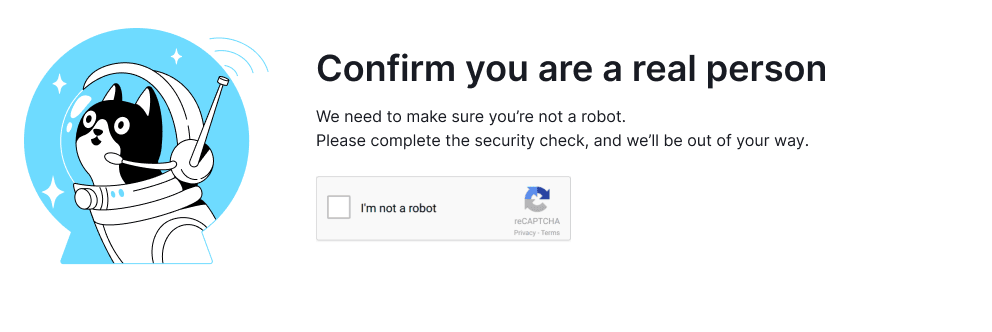 Confirm you are a real person
We need to make sure you’re not a robot.
Please complete the security check, and we’ll be out of your way.
I'm not a robot
reCAPTCHA
Privacy - Terms